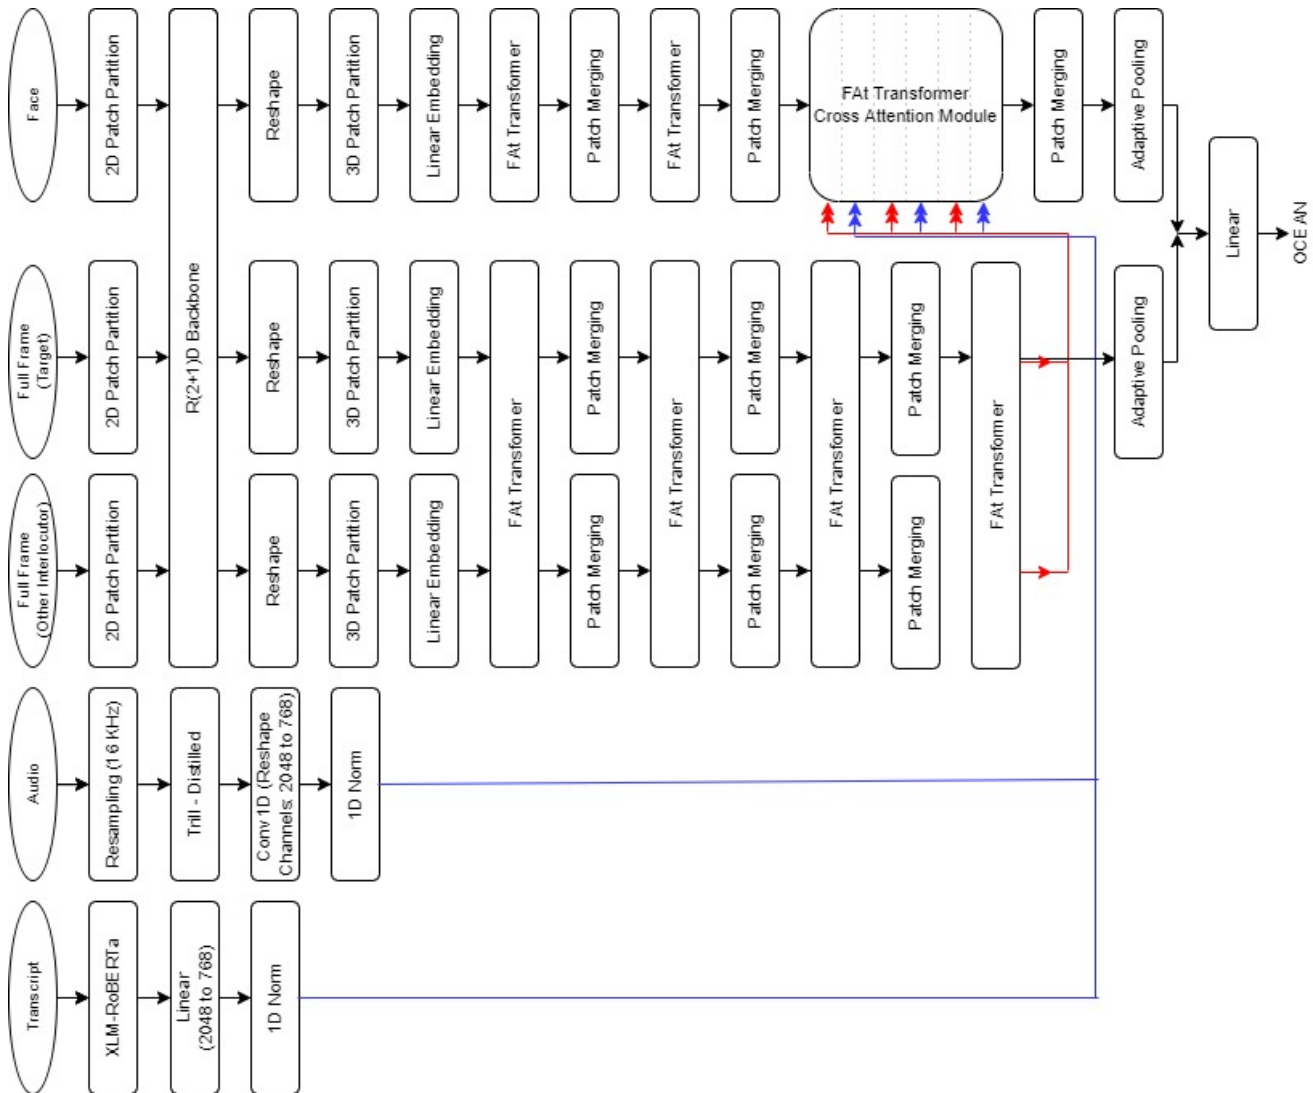 Face
2D Patch Partition
R(2+1)D Backbone
Reshape
3D Patch Partition
Linear Embedding
FAt Transformer
Patch Merging
FAt Transformer
Patch Merging
FAt Transformer
Cross Attention Module
Patch Merging
Adaptive Pooling
Full Frame
(Target)
2D Patch Partition
Reshape
3D Patch Partition
Linear Embedding
FAt Transformer
Patch Merging
FAt Transformer
Patch Merging
FAt Transformer
Patch Merging
FAt Transformer
Adaptive Pooling
Linear
OCEAN
Full Frame
(Other Interlocutor)
2D Patch Partition
Reshape
3D Patch Partition
Linear Embedding
Patch Merging
Patch Merging
Patch Merging
Audio
Resampling (16 KHz)
Trill - Distilled
Conv 1D (Reshape
Channels: 2048 to 768)
1D Norm
Transcript
XLM-RoBERTa
Linear
(2048 to 768)
1D Norm